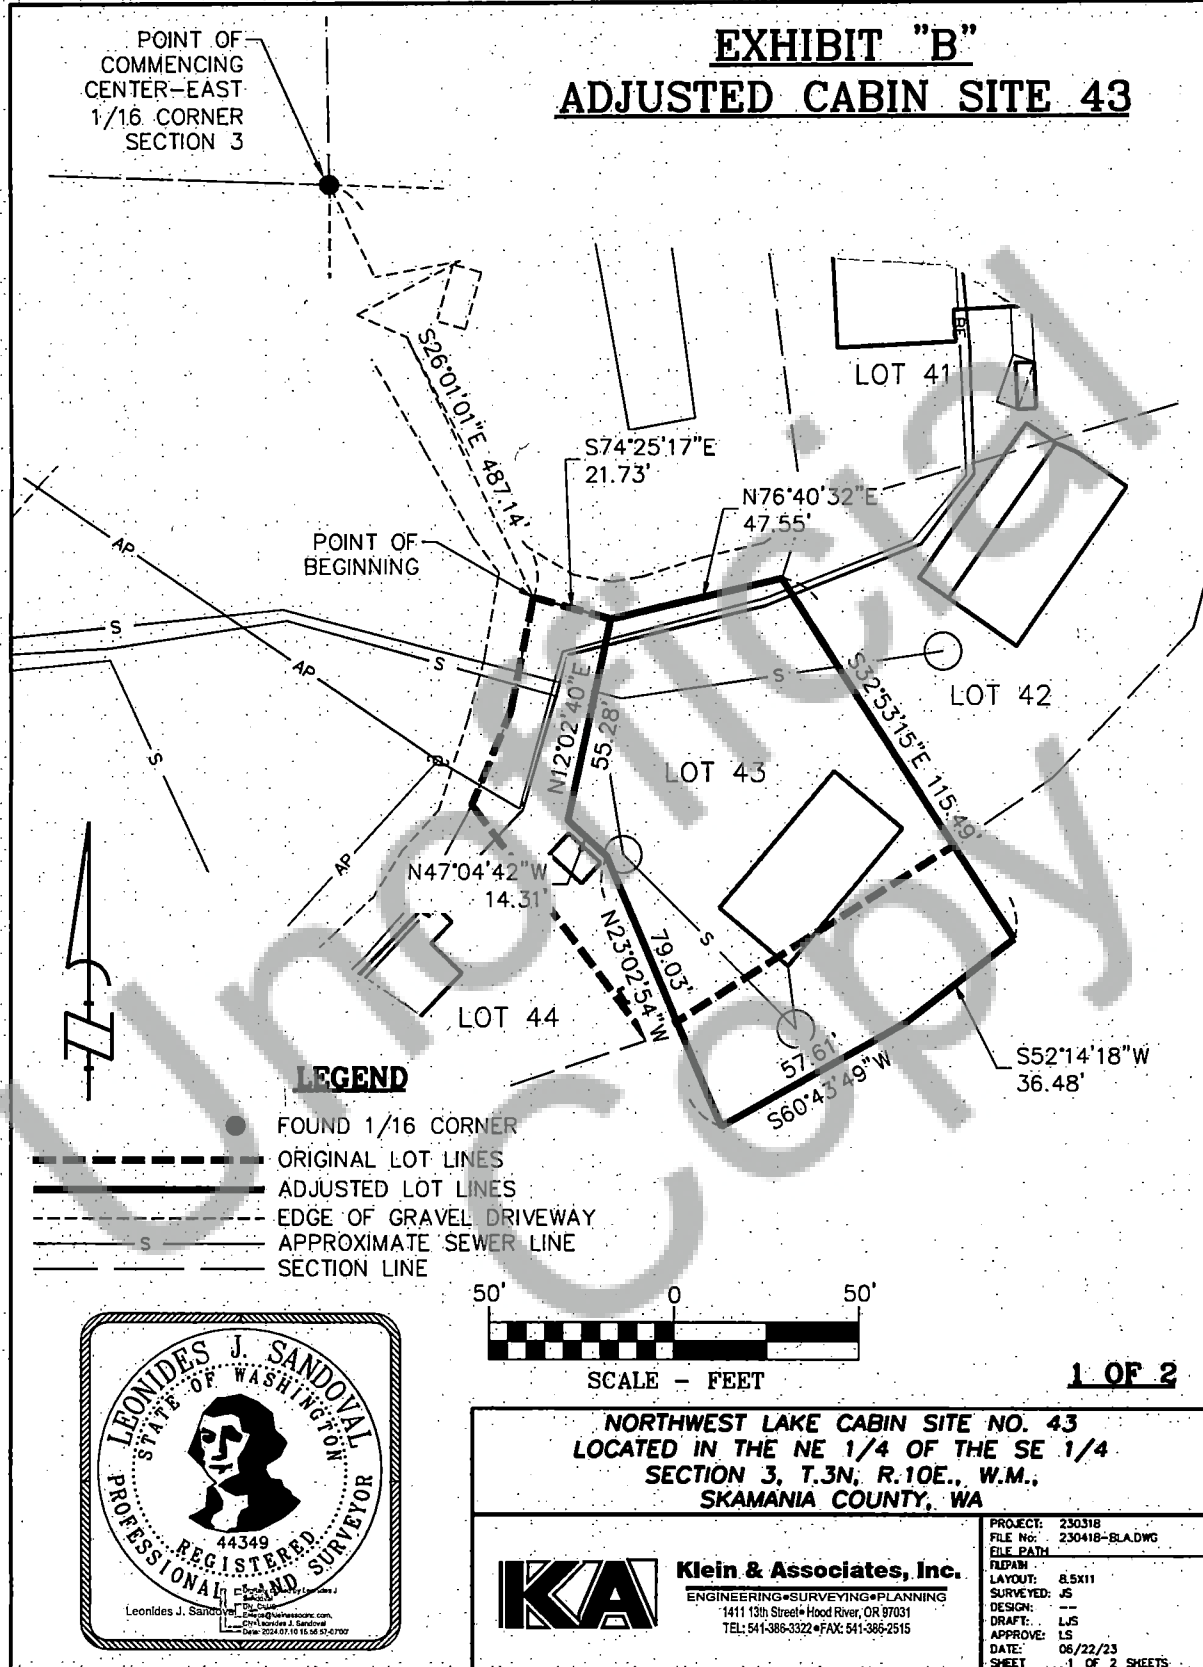 EXHIBIT "B"
ADJUSTED CABIN SITE 43
POINT OF
COMMENCING
CENTER-EAST
1/16 CORNER
SECTION 3
S26°01'01"E 487.14'
LOT 41
S74°25'17"E
21.73'
N76°40'32"E
47.55'
POINT OF
BEGINNING
AP
S
AP
S
S
S
AP
N12°02'40"E
55.28'
LOT 43
S32°53'15"E 115.49'
LOT 42
N47°04'42"W
14.31'
N23°02'54"W
79.03'
S
LOT 44
57.61'
S60°43'49"W
S52°14'18"W
36.48'
Unofficial
Copy
LEGEND
FOUND 1/16 CORNER
ORIGINAL LOT LINES
ADJUSTED LOT LINES
EDGE OF GRAVEL DRIVEWAY
S APPROXIMATE SEWER LINE
SECTION LINE
50' 0 50'
SCALE - FEET
1 OF 2
LEONIDES J. SANDOVAL
STATE OF WASHINGTON
44349
REGISTERED
PROFESSIONAL LAND SURVEYOR
Leonides J. Sandoval
Date: 2024.07.10
NORTHWEST LAKE CABIN SITE NO. 43
LOCATED IN THE NE 1/4 OF THE SE 1/4
SECTION 3, T.3N, R.10E., W.M.,
SKAMANIA COUNTY, WA
KA
Klein & Associates, Inc.
ENGINEERING•SURVEYING•PLANNING
1411 13th Street• Hood River, OR 97031
TEL: 541-386-3322 •FAX: 541-386-2515
PROJECT: 230318
FILE No: 230418-BLA.DWG
FILE PATH
FILEPATH
LAYOUT: 8.5X11
SURVEYED: JS
DESIGN: --
DRAFT: LJS
APPROVE: LS
DATE: 06/22/23
SHEET 1 OF 2 SHEETS